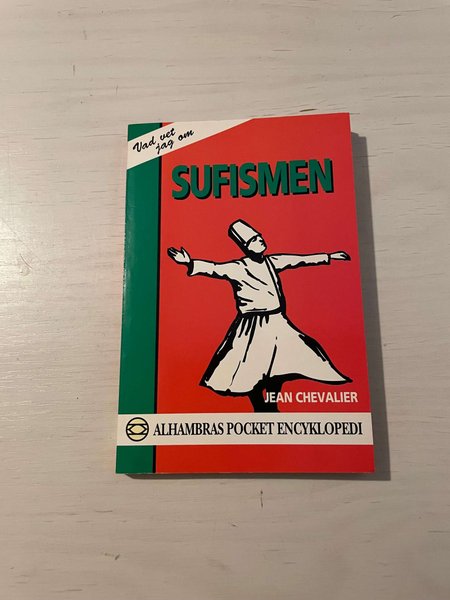 Vad vet
jag om
SUFISMEN
JEAN CHEVALIER
ALHAMBRAS POCKET ENCYKLOPEDI